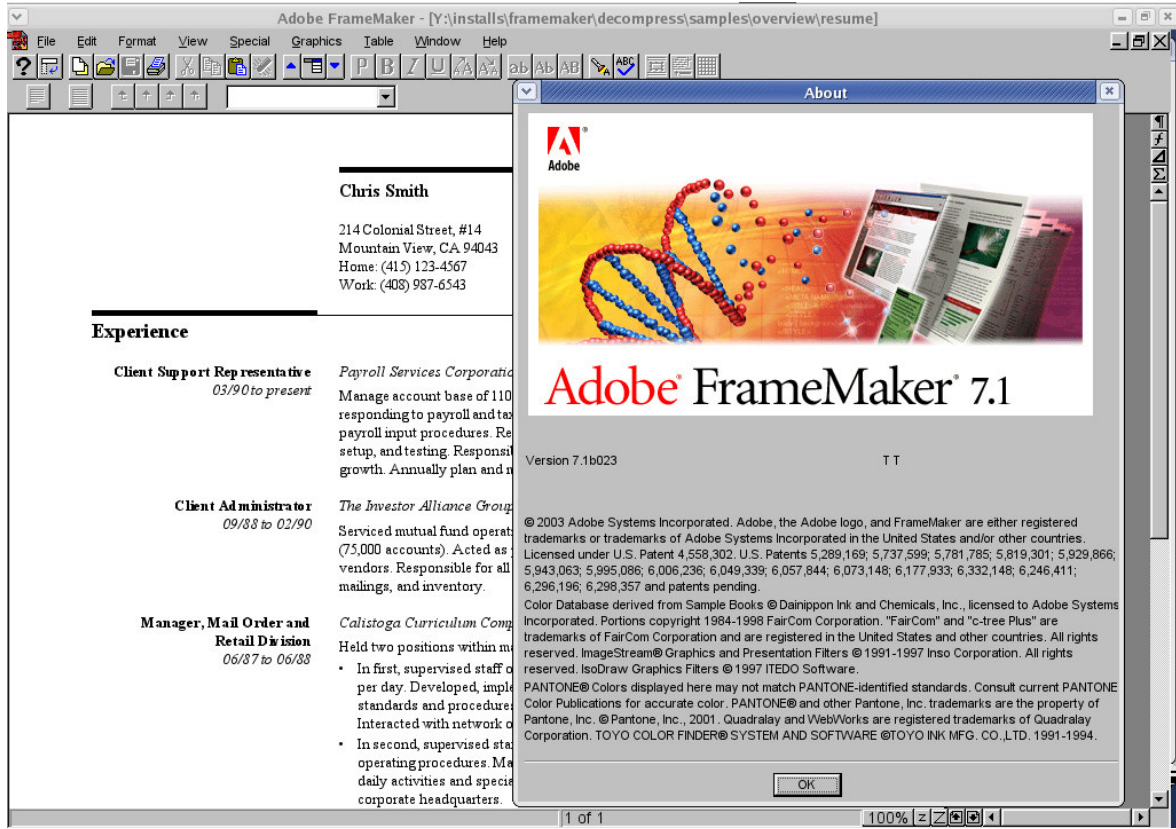 Adobe FrameMaker - [Y:\installs\framemaker\decompress\samples\overview\resume]
File Edit Format View Special Graphics Table Window Help
P B I U AA AA ab Ab AB ABC
About
Adobe
Adobe® FrameMaker® 7.1
Version 7.1b023 T T
© 2003 Adobe Systems Incorporated. Adobe, the Adobe logo, and FrameMaker are either registered
trademarks or trademarks of Adobe Systems Incorporated in the United States and/or other countries.
Licensed under U.S. Patent 4,558,302. U.S. Patents 5,289,169; 5,737,599; 5,781,785; 5,819,301; 5,929,866;
5,943,063; 5,995,086; 6,006,236; 6,049,339; 6,057,844; 6,073,148; 6,177,933; 6,332,148; 6,246,411;
6,296,196; 6,298,357 and patents pending.
Color Database derived from Sample Books © Dainippon Ink and Chemicals, Inc., licensed to Adobe Systems
Incorporated. Portions copyright 1984-1998 FairCom Corporation. "FairCom" and "c-tree Plus" are
trademarks of FairCom Corporation and are registered in the United States and other countries. All rights
reserved. ImageStream® Graphics and Presentation Filters © 1991-1997 Inso Corporation. All rights
reserved. IsoDraw Graphics Filters © 1997 ITEDO Software.
PANTONE® Colors displayed here may not match PANTONE-identified standards. Consult current PANTONE
Color Publications for accurate color. PANTONE® and other Pantone, Inc. trademarks are the property of
Pantone, Inc. © Pantone, Inc., 2001. Quadralay and WebWorks are registered trademarks of Quadralay
Corporation. TOYO COLOR FINDER® SYSTEM AND SOFTWARE ©TOYO INK MFG. CO.,LTD. 1991-1994.
OK
Chris Smith
214 Colonial Street, #14
Mountain View, CA 94043
Home: (415) 123-4567
Work: (408) 987-6543
Experience
Client Support Representative
03/90 to present
Payroll Services Corporatio
Manage account base of 110
responding to payroll and tax
payroll input procedures. Re
setup, and testing. Responsib
growth. Annually plan and m
Client Administrator
09/88 to 02/90
The Investor Alliance Group
Serviced mutual fund operat
(75,000 accounts). Acted as
vendors. Responsible for all
mailings, and inventory.
Manager, Mail Order and
Retail Division
06/87 to 06/88
Calistoga Curriculum Comp
Held two positions within ma
• In first, supervised staff o
per day. Developed, imple
standards and procedures
Interacted with network o
• In second, supervised sta
operating procedures. Ma
daily activities and specia
corporate headquarters.
1 of 1 100% z Z